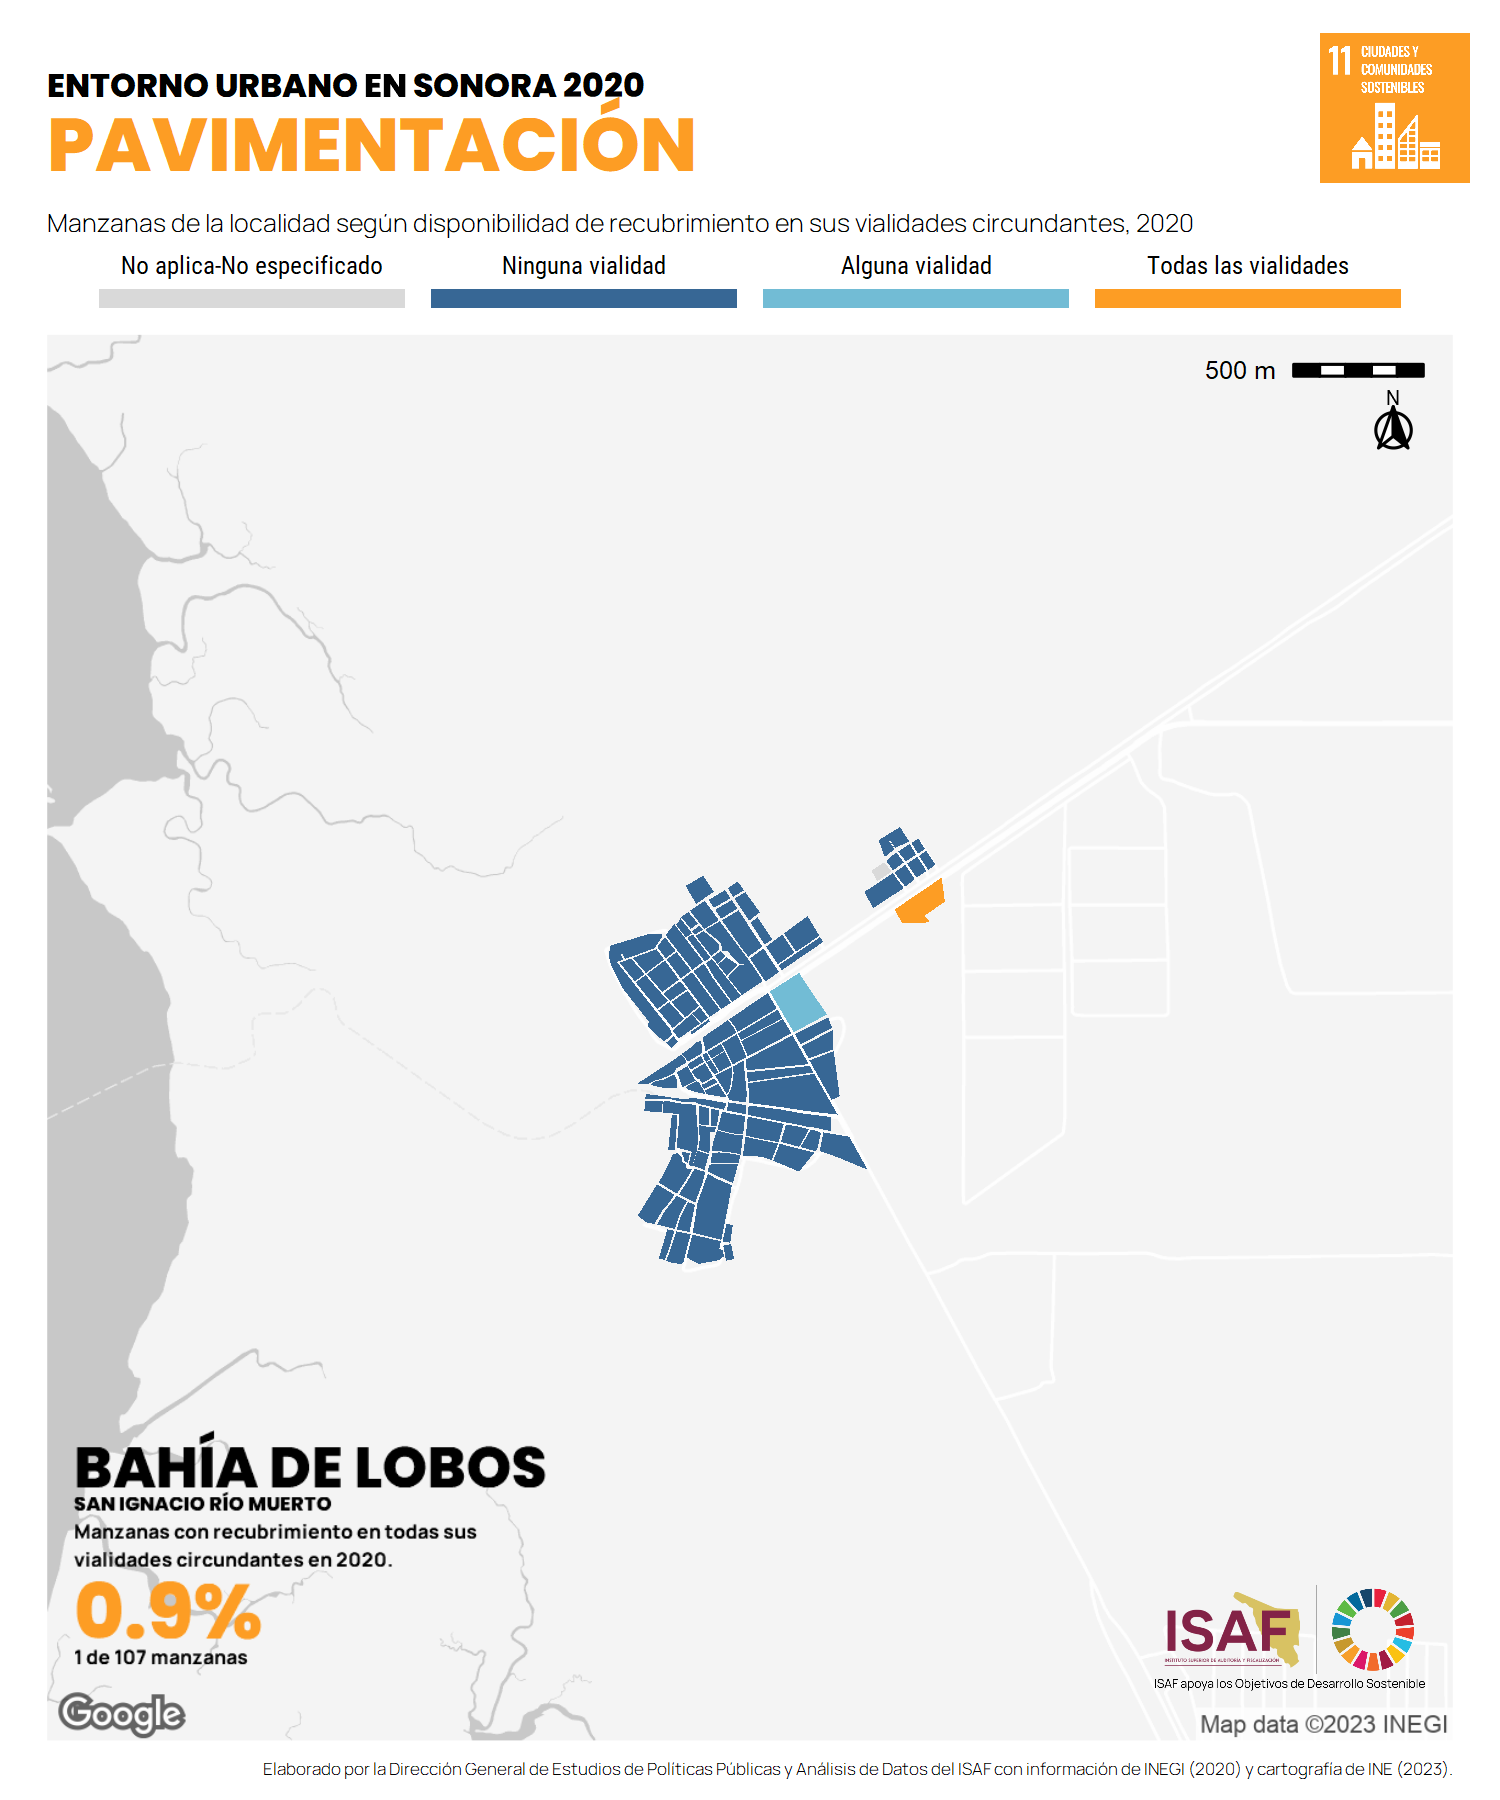 ENTORNO URBANO EN SONORA 2020
PAVIMENTACIÓN
11 CIUDADES Y
COMUNIDADES
SOSTENIBLES
Manzanas de la localidad según disponibilidad de recubrimiento en sus vialidades circundantes, 2020
No aplica-No especificado Ninguna vialidad Alguna vialidad Todas las vialidades
500 m
N
BAHÍA DE LOBOS
SAN IGNACIO RÍO MUERTO
Manzanas con recubrimiento en todas sus
vialidades circundantes en 2020.
0.9%
1 de 107 manzanas
Google
ISAF
INSTITUTO SUPERIOR DE AUDITORÍA Y FISCALIZACIÓN
ISAF apoya los Objetivos de Desarrollo Sostenible
Map data ©2023 INEGI
Elaborado por la Dirección General de Estudios de Políticas Públicas y Análisis de Datos del ISAF con información de INEGI (2020) y cartografía de INE (2023).